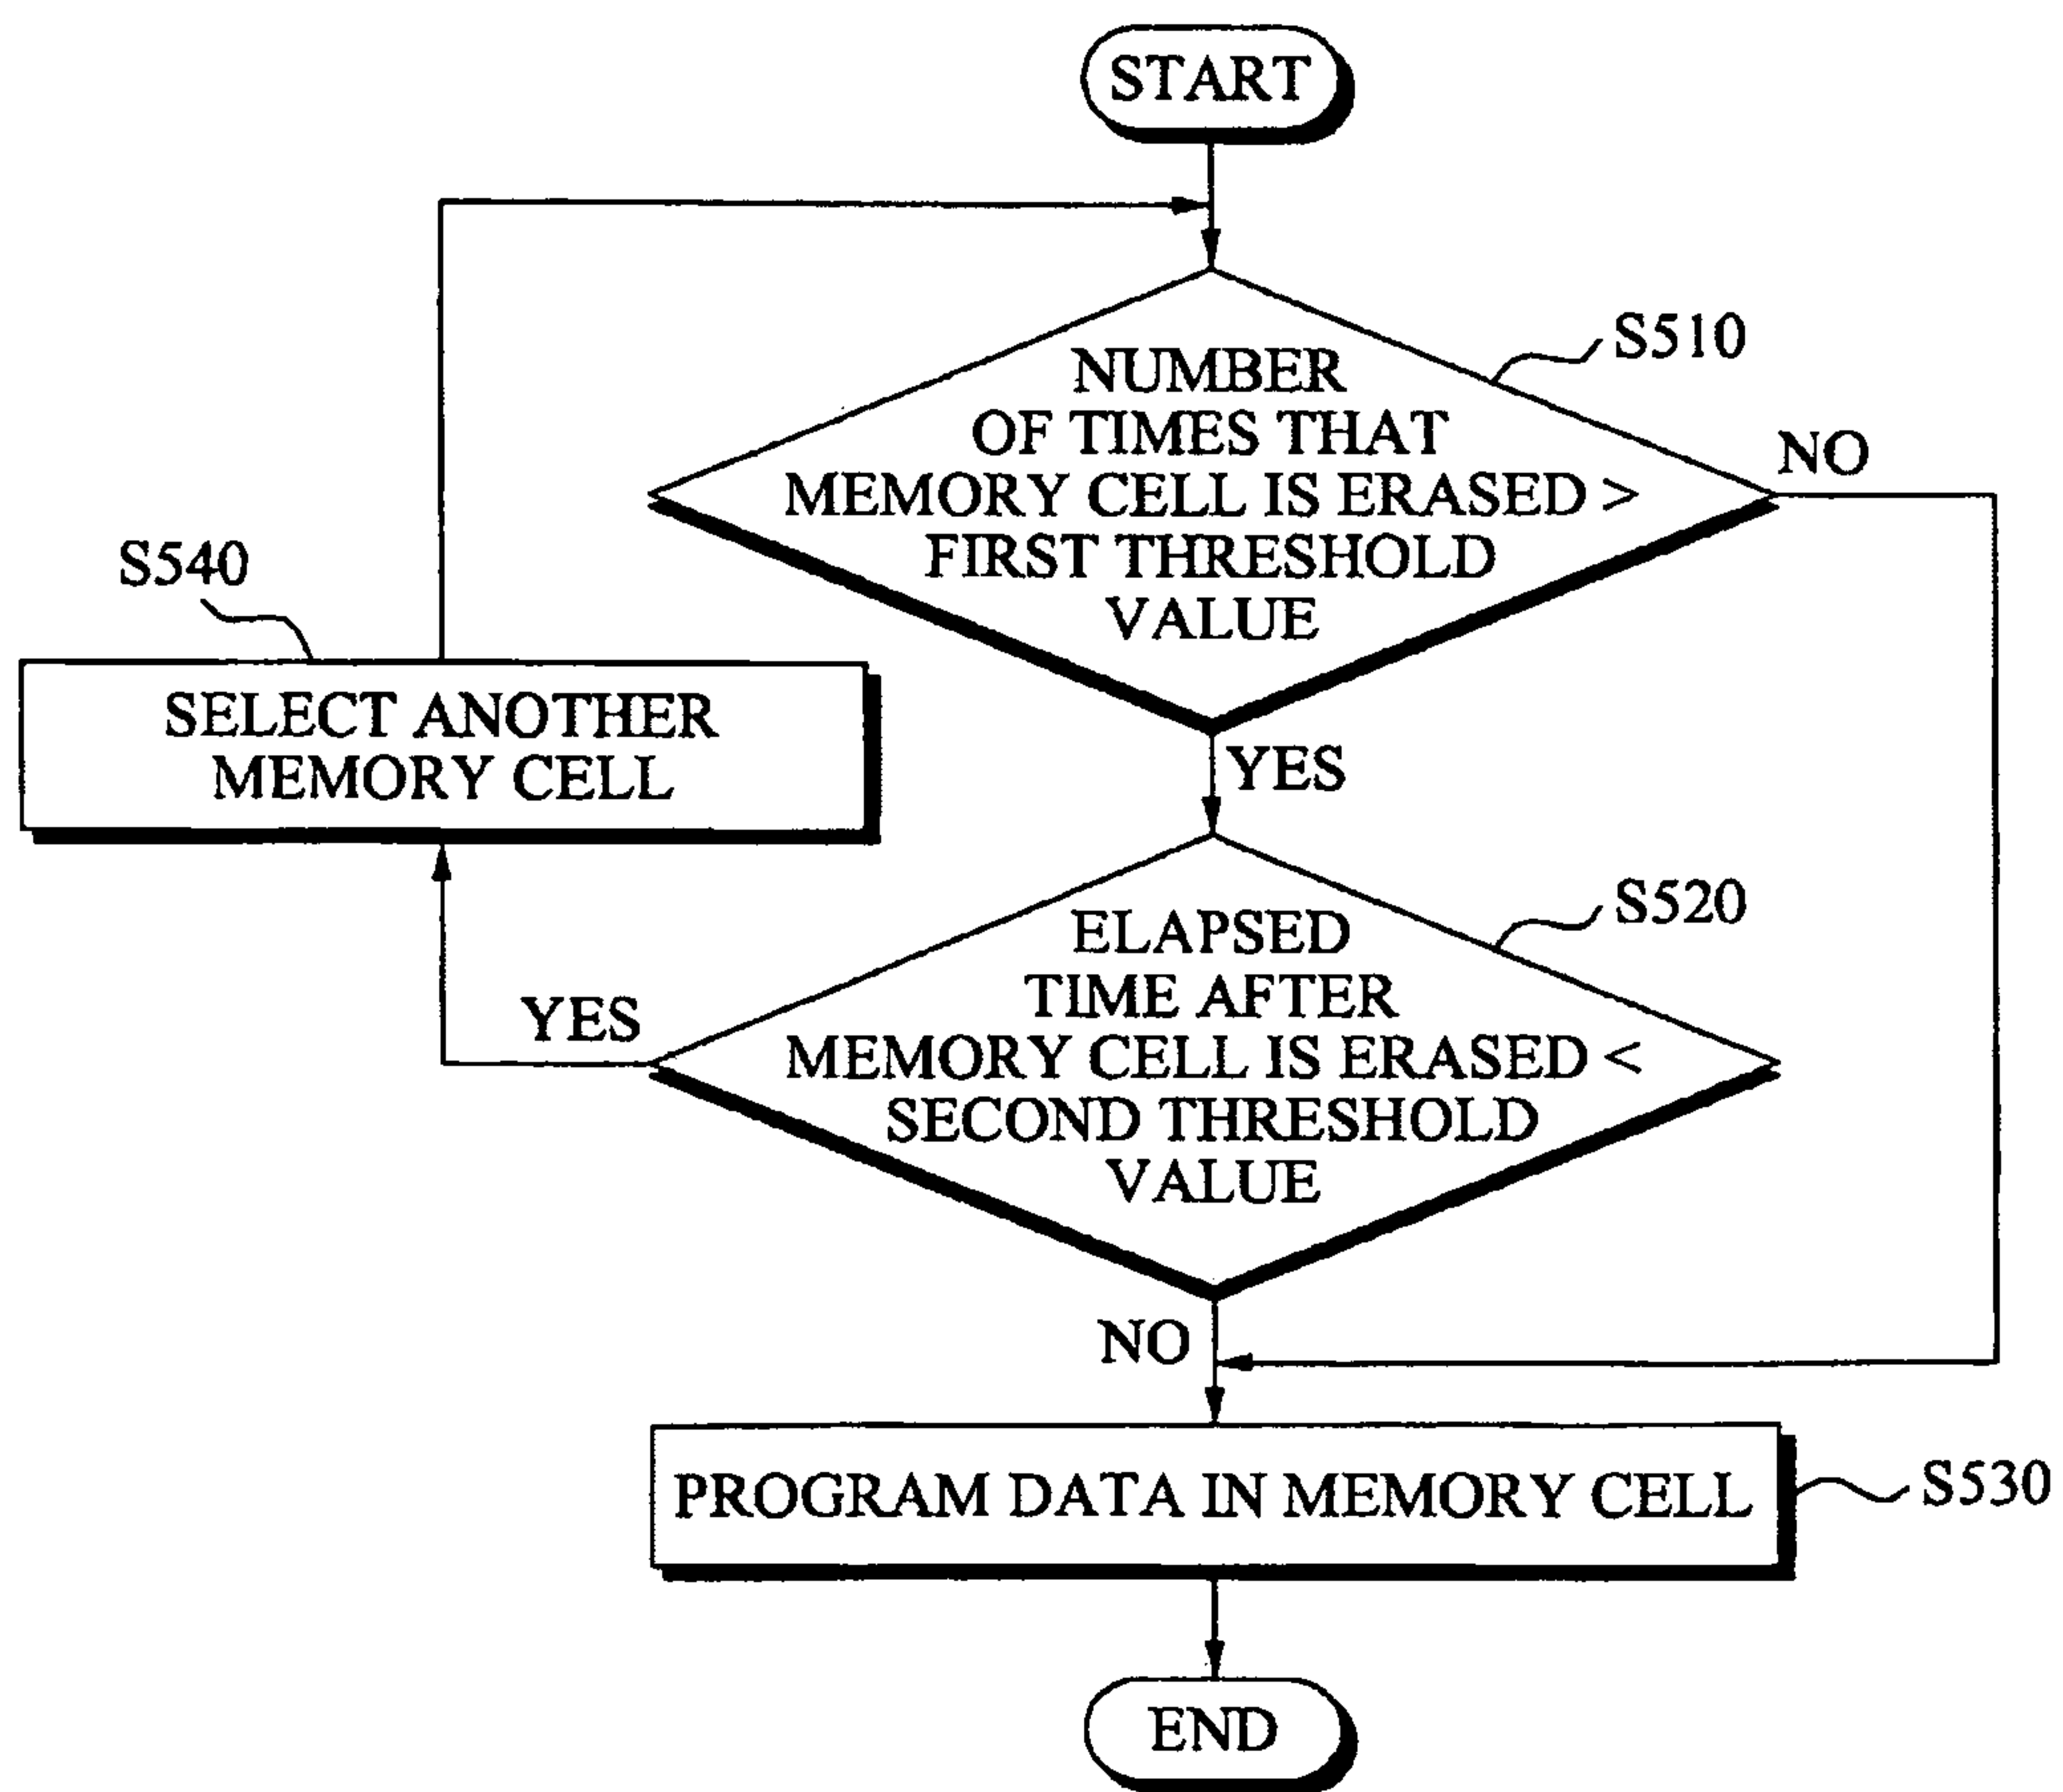 START
S510
NUMBER
OF TIMES THAT
MEMORY CELL IS ERASED >
FIRST THRESHOLD
VALUE
NO
S540
SELECT ANOTHER
MEMORY CELL
YES
S520
ELAPSED
TIME AFTER
MEMORY CELL IS ERASED <
SECOND THRESHOLD
VALUE
YES
NO
PROGRAM DATA IN MEMORY CELL
S530
END